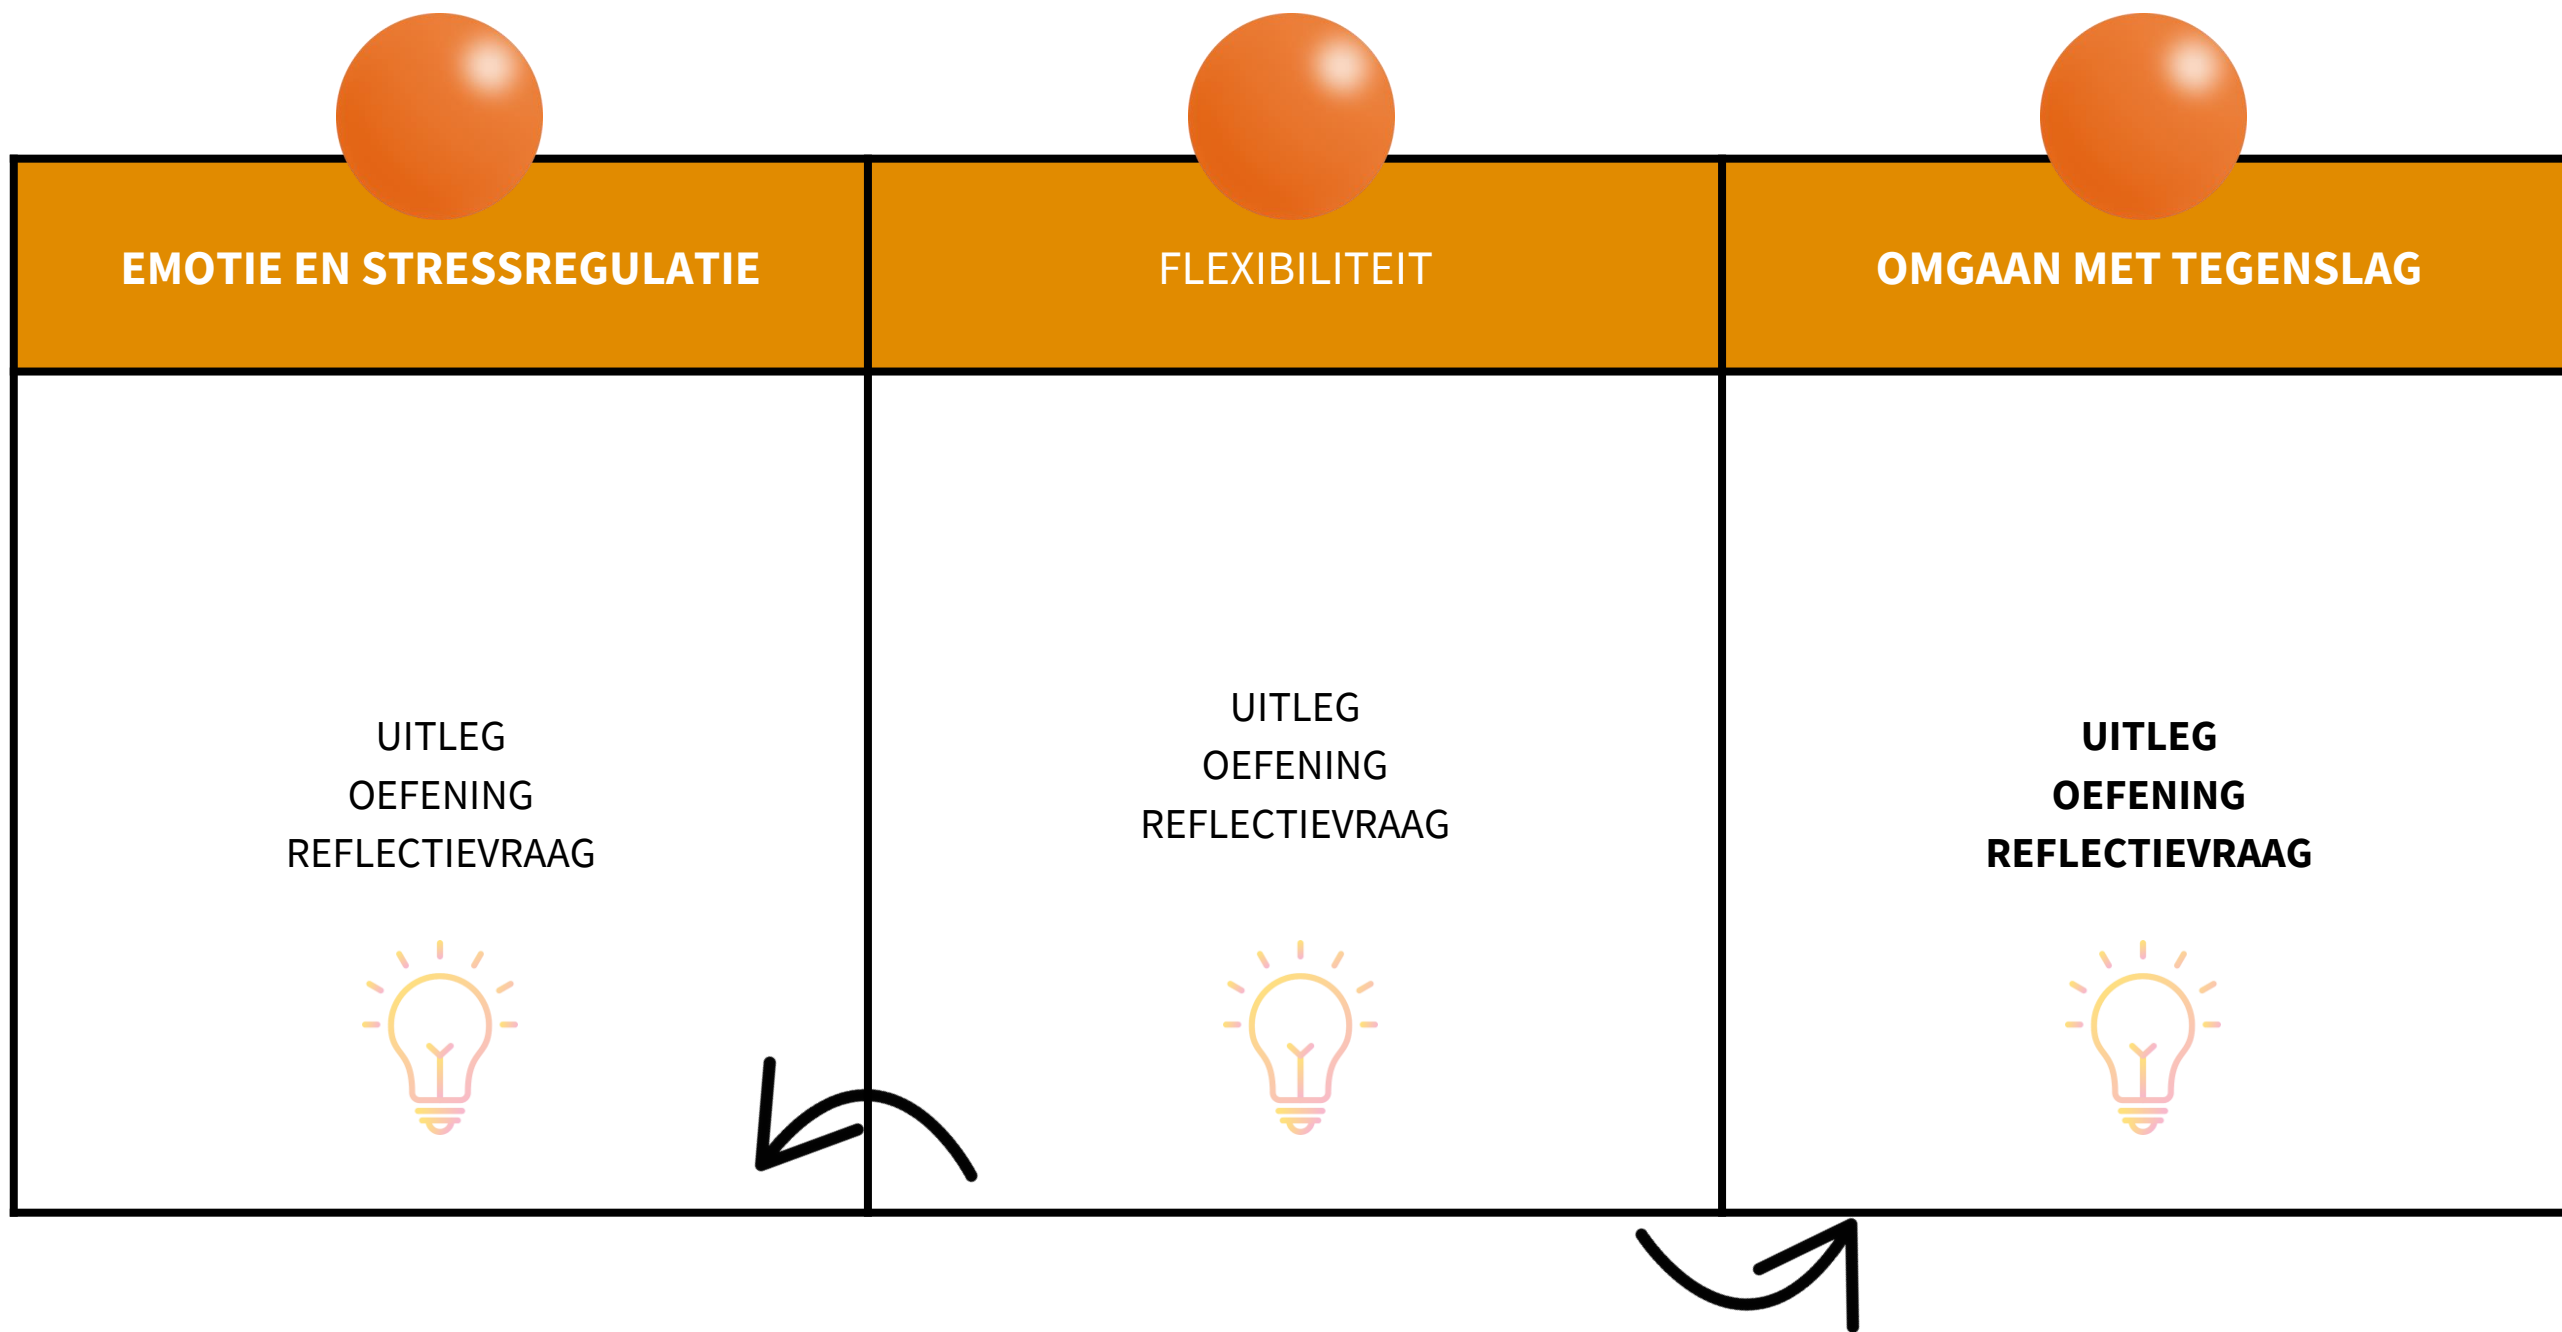 EMOTIE EN STRESSREGULATIE
FLEXIBILITEIT
OMGAAN MET TEGENSLAG
UITLEG
OEFENING
REFLECTIEVRAAG
UITLEG
OEFENING
REFLECTIEVRAAG
UITLEG
OEFENING
REFLECTIEVRAAG